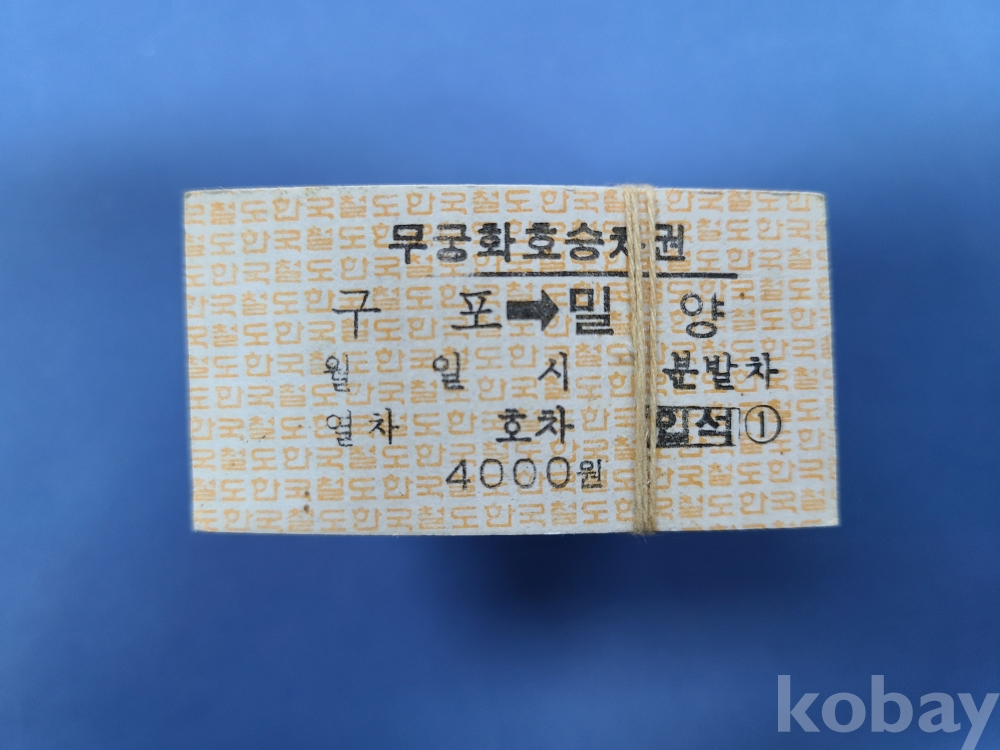 무궁화호승차권
구 포➡밀 양
월 일 시 분발차
열차 호차 입석①
4000원
kobay